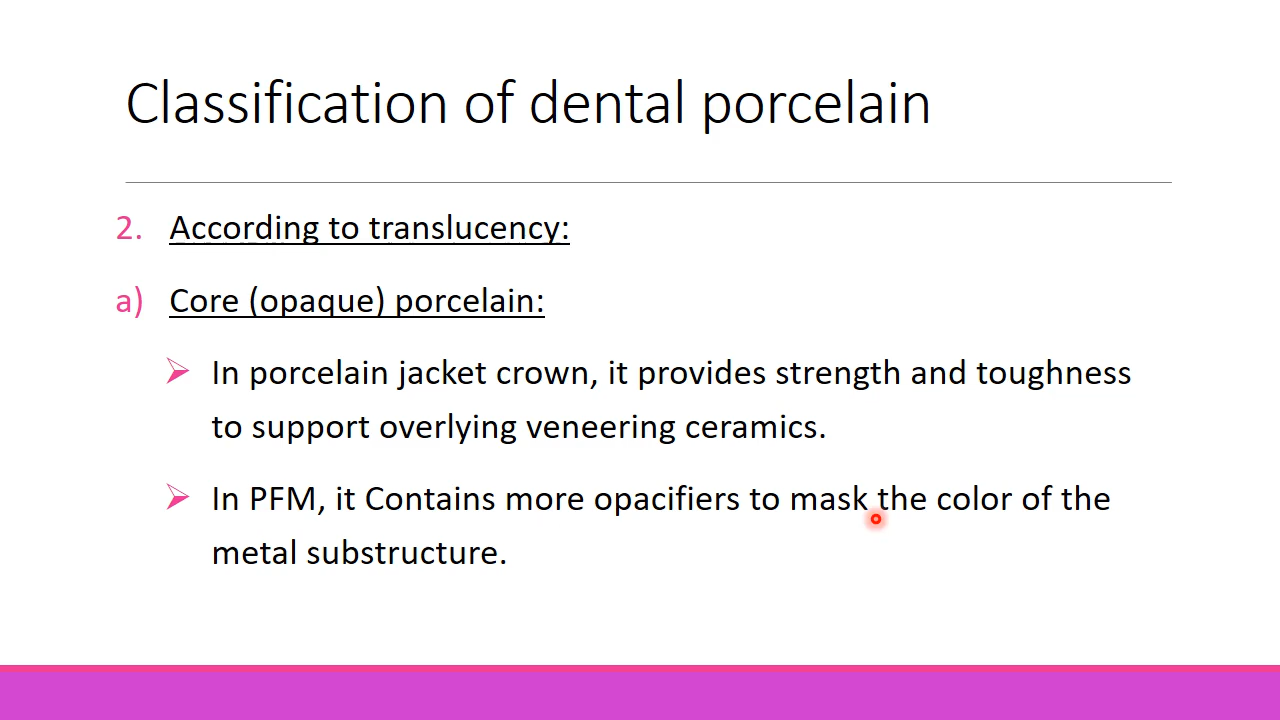 Classification of dental porcelain
2. According to translucency:
a) Core (opaque) porcelain:
In porcelain jacket crown, it provides strength and toughness
to support overlying veneering ceramics.
In PFM, it Contains more opacifiers to mask the color of the
metal substructure.